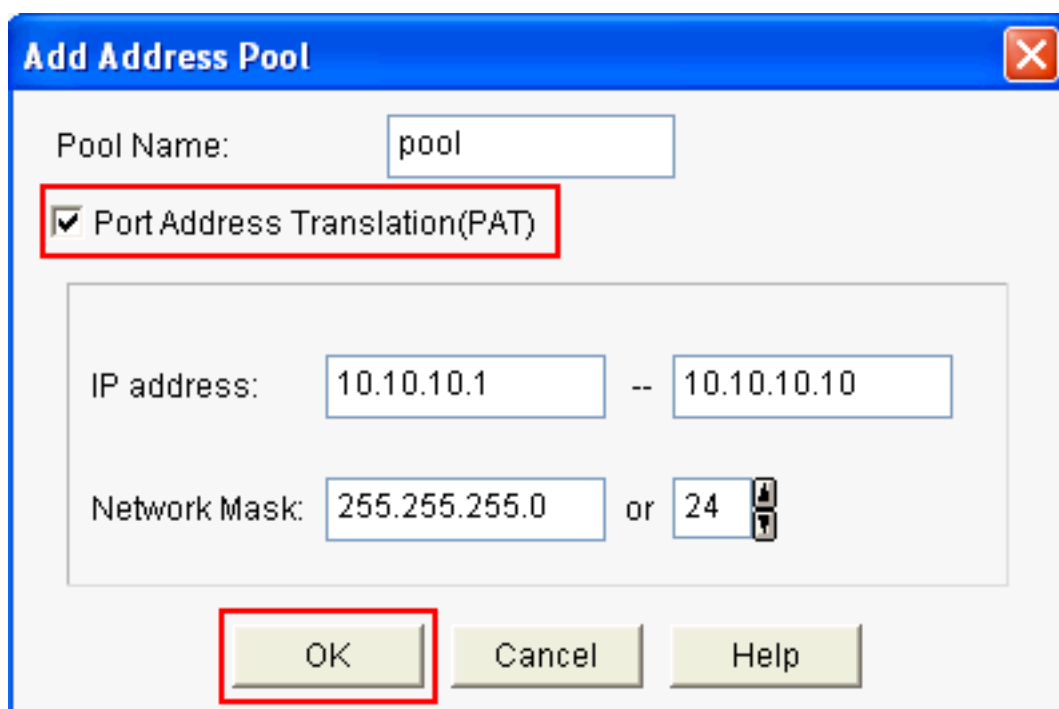 Add Address Pool
Pool Name: pool
Port Address Translation(PAT)
IP address: 10.10.10.1 -- 10.10.10.10
Network Mask: 255.255.255.0 or 24
OK Cancel Help